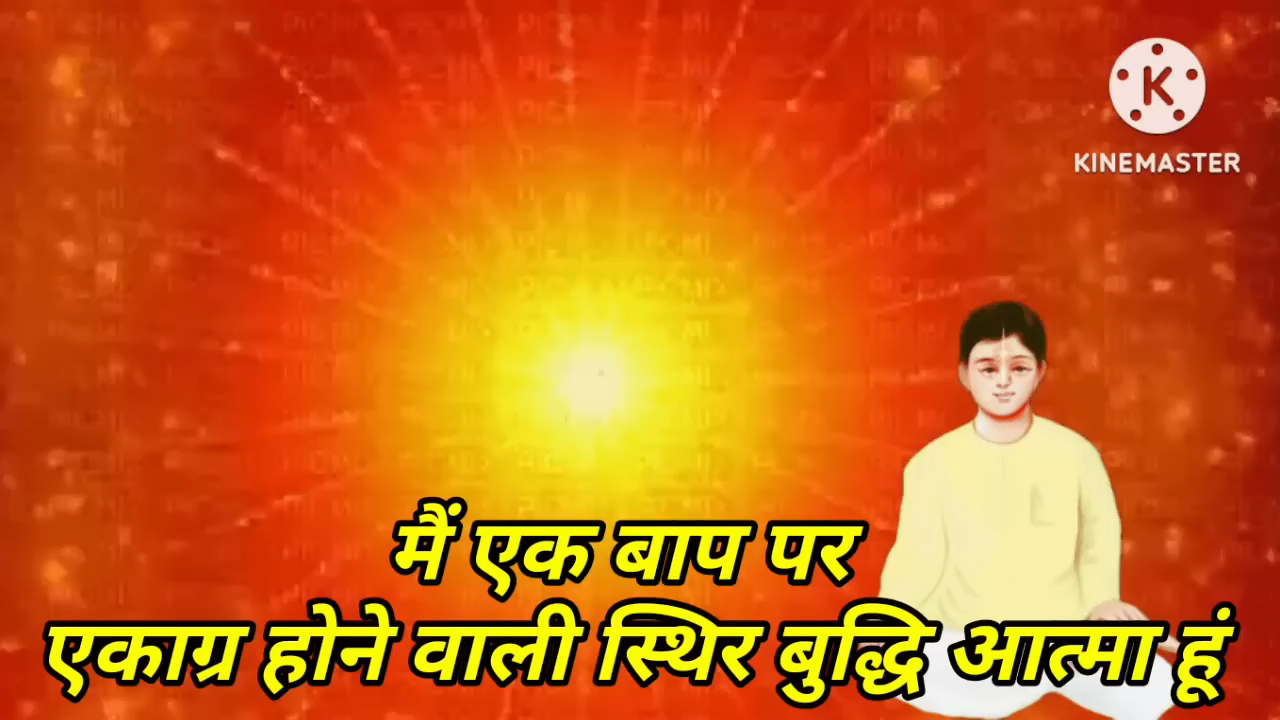 K
KINEMASTER
मैं एक बाप पर
एकाग्र होने वाली स्थिर बुद्धि आत्मा हूं